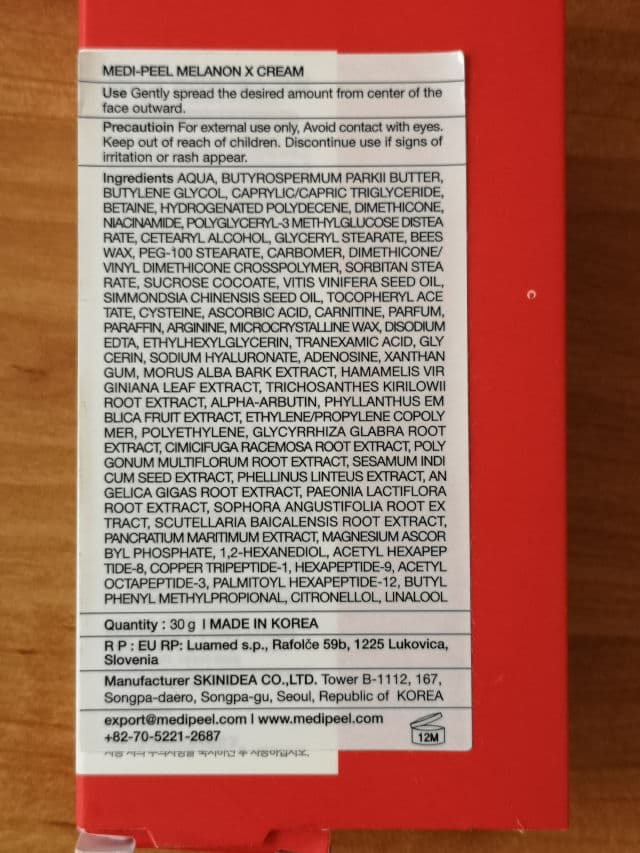 MEDI-PEEL MELANON X CREAM
Use Gently spread the desired amount from center of the
face outward.
Precautioin For external use only, Avoid contact with eyes.
Keep out of reach of children. Discontinue use if signs of
irritation or rash appear.
Ingredients AQUA, BUTYROSPERMUM PARKII BUTTER,
BUTYLENE GLYCOL, CAPRYLIC/CAPRIC TRIGLYCERIDE,
BETAINE, HYDROGENATED POLYDECENE, DIMETHICONE,
NIACINAMIDE, POLYGLYCERYL-3 METHYLGLUCOSE DISTEA
RATE, CETEARYL ALCOHOL, GLYCERYL STEARATE, BEES
WAX, PEG-100 STEARATE, CARBOMER, DIMETHICONE/
VINYL DIMETHICONE CROSSPOLYMER, SORBITAN STEA
RATE, SUCROSE COCOATE, VITIS VINIFERA SEED OIL,
SIMMONDSIA CHINENSIS SEED OIL, TOCOPHERYL ACE
TATE, CYSTEINE, ASCORBIC ACID, CARNITINE, PARFUM,
PARAFFIN, ARGININE, MICROCRYSTALLINE WAX, DISODIUM
EDTA, ETHYLHEXYLGLYCERIN, TRANEXAMIC ACID, GLY
CERIN, SODIUM HYALURONATE, ADENOSINE, XANTHAN
GUM, MORUS ALBA BARK EXTRACT, HAMAMELIS VIR
GINIANA LEAF EXTRACT, TRICHOSANTHES KIRILOWII
ROOT EXTRACT, ALPHA-ARBUTIN, PHYLLANTHUS EM
BLICA FRUIT EXTRACT, ETHYLENE/PROPYLENE COPOLY
MER, POLYETHYLENE, GLYCYRRHIZA GLABRA ROOT
EXTRACT, CIMICIFUGA RACEMOSA ROOT EXTRACT, POLY
GONUM MULTIFLORUM ROOT EXTRACT, SESAMUM INDI
CUM SEED EXTRACT, PHELLINUS LINTEUS EXTRACT, AN
GELICA GIGAS ROOT EXTRACT, PAEONIA LACTIFLORA
ROOT EXTRACT, SOPHORA ANGUSTIFOLIA ROOT EX
TRACT, SCUTELLARIA BAICALENSIS ROOT EXTRACT,
PANCRATIUM MARITIMUM EXTRACT, MAGNESIUM ASCOR
BYL PHOSPHATE, 1,2-HEXANEDIOL, ACETYL HEXAPEP
TIDE-8, COPPER TRIPEPTIDE-1, HEXAPEPTIDE-9, ACETYL
OCTAPEPTIDE-3, PALMITOYL HEXAPEPTIDE-12, BUTYL
PHENYL METHYLPROPIONAL, CITRONELLOL, LINALOOL
Quantity : 30 g I MADE IN KOREA
R P : EU RP: Luamed s.p., Rafolče 59b, 1225 Lukovica,
Slovenia
Manufacturer SKINIDEA CO.,LTD. Tower B-1112, 167,
Songpa-daero, Songpa-gu, Seoul, Republic of KOREA
export@medipeel.com I www.medipeel.com
+82-70-5221-2687
12M